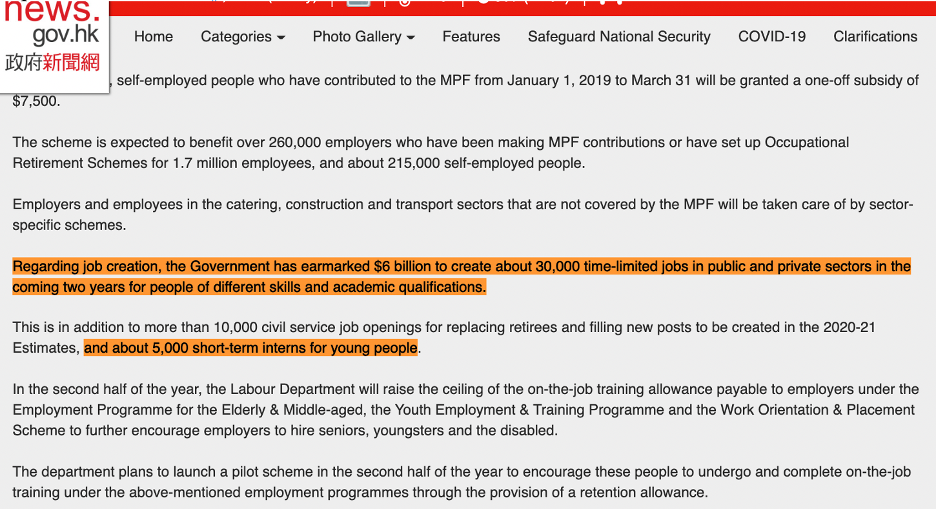 news.
gov.hk
政府新聞網
Home Categories Photo Gallery Features Safeguard National Security COVID-19 Clarifications
, self-employed people who have contributed to the MPF from January 1, 2019 to March 31 will be granted a one-off subsidy of
$7,500.
The scheme is expected to benefit over 260,000 employers who have been making MPF contributions or have set up Occupational
Retirement Schemes for 1.7 million employees, and about 215,000 self-employed people.
Employers and employees in the catering, construction and transport sectors that are not covered by the MPF will be taken care of by sector-
specific schemes.
Regarding job creation, the Government has earmarked $6 billion to create about 30,000 time-limited jobs in public and private sectors in the
coming two years for people of different skills and academic qualifications.
This is in addition to more than 10,000 civil service job openings for replacing retirees and filling new posts to be created in the 2020-21
Estimates, and about 5,000 short-term interns for young people.
In the second half of the year, the Labour Department will raise the ceiling of the on-the-job training allowance payable to employers under the
Employment Programme for the Elderly & Middle-aged, the Youth Employment & Training Programme and the Work Orientation & Placement
Scheme to further encourage employers to hire seniors, youngsters and the disabled.
The department plans to launch a pilot scheme in the second half of the year to encourage these people to undergo and complete on-the-job
training under the above-mentioned employment programmes through the provision of a retention allowance.